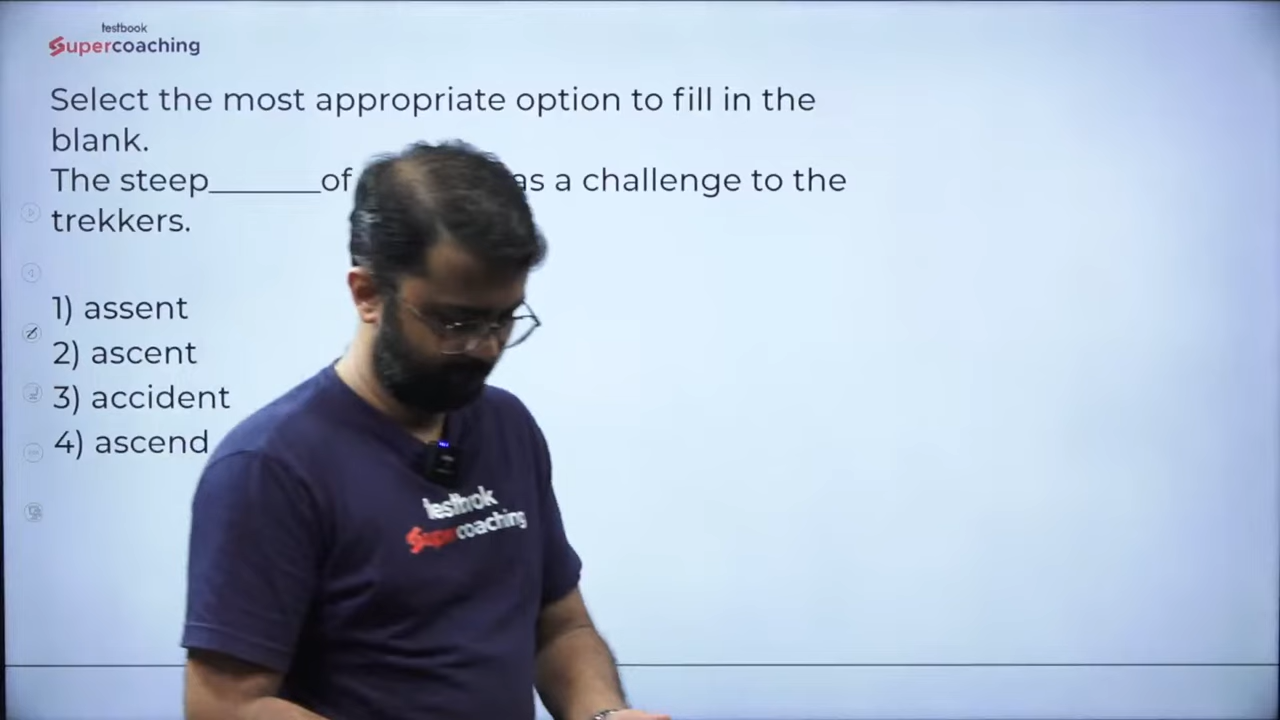 testbook
Supercoaching
Select the most appropriate option to fill in the
blank.
The steep_______of as a challenge to the
trekkers.
1) assent
2) ascent
3) accident
4) ascend
testbook
Supercoaching